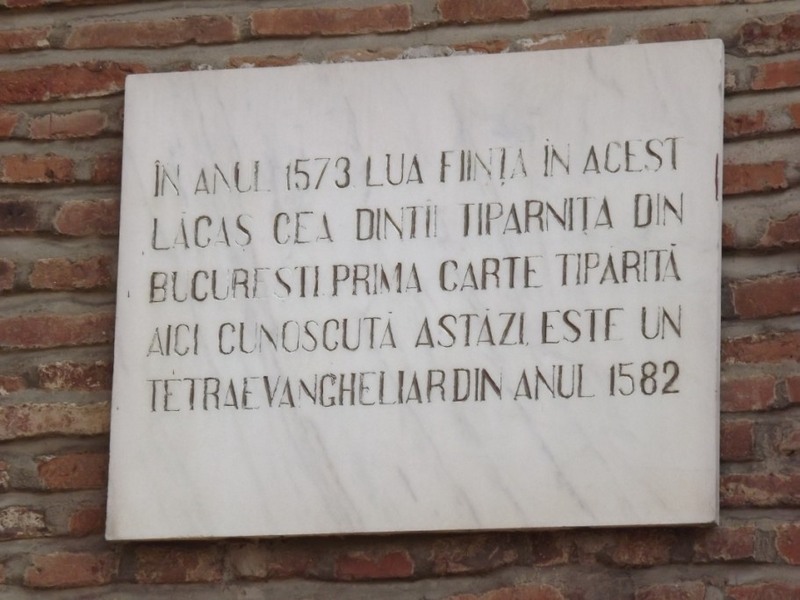 ÎN ANUL 1573 LUA FIINȚA ÎN ACEST
LĂCAȘ CEA DINTÎI TIPARNIȚA DIN
BUCUREȘTI. PRIMA CARTE TIPĂRITĂ
AICI CUNOSCUTĂ ASTĂZI, ESTE UN
TETRAEVANGHELIAR DIN ANUL 1582